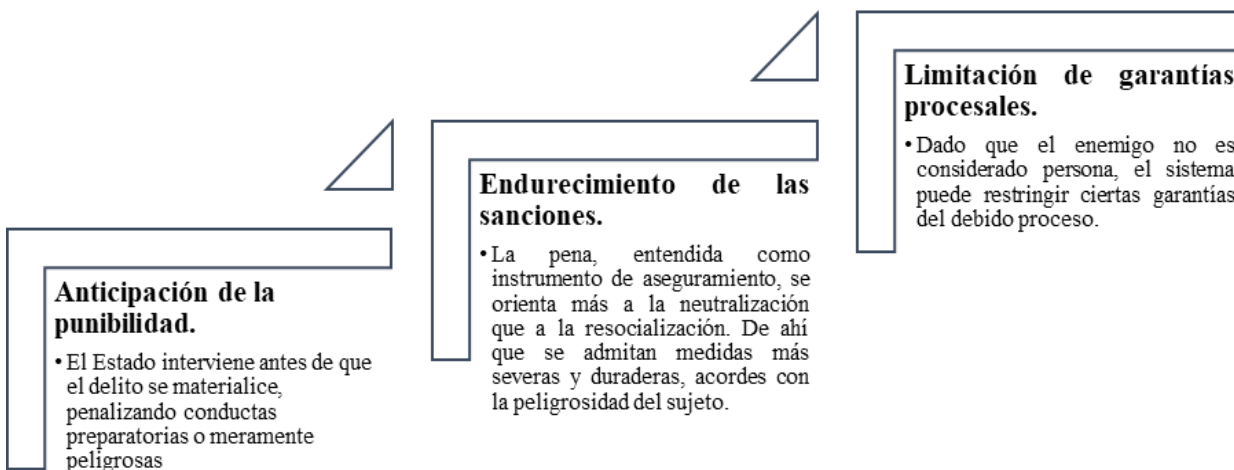 Anticipación de la
punibilidad.
• El Estado interviene antes de que
el delito se materialice,
penalizando conductas
preparatorias o meramente
peligrosas
Endurecimiento de las
sanciones.
• La pena, entendida como
instrumento de aseguramiento, se
orienta más a la neutralización
que a la resocialización. De ahí
que se admitan medidas más
severas y duraderas, acordes con
la peligrosidad del sujeto.
Limitación de garantías
procesales.
• Dado que el enemigo no es
considerado persona, el sistema
puede restringir ciertas garantías
del debido proceso.